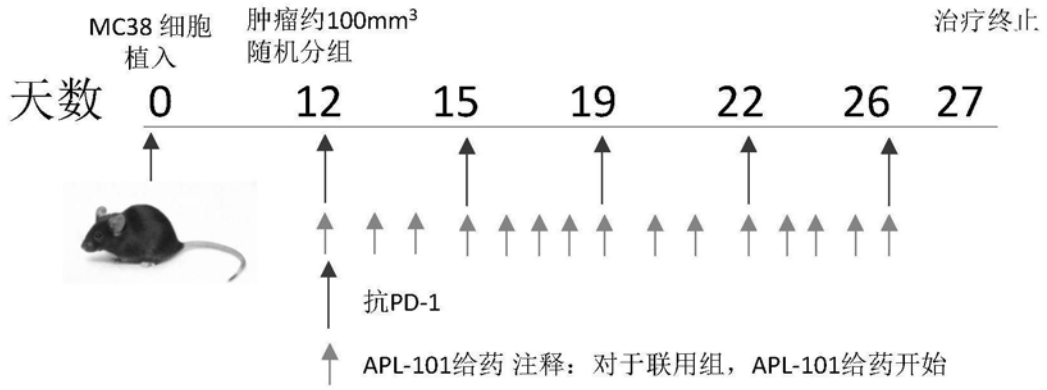 MC38 细胞
植入
肿瘤约100mm³
随机分组
治疗终止
天数 0 12 15 19 22 26 27
抗PD-1
APL-101给药 注释：对于联用组，APL-101给药开始